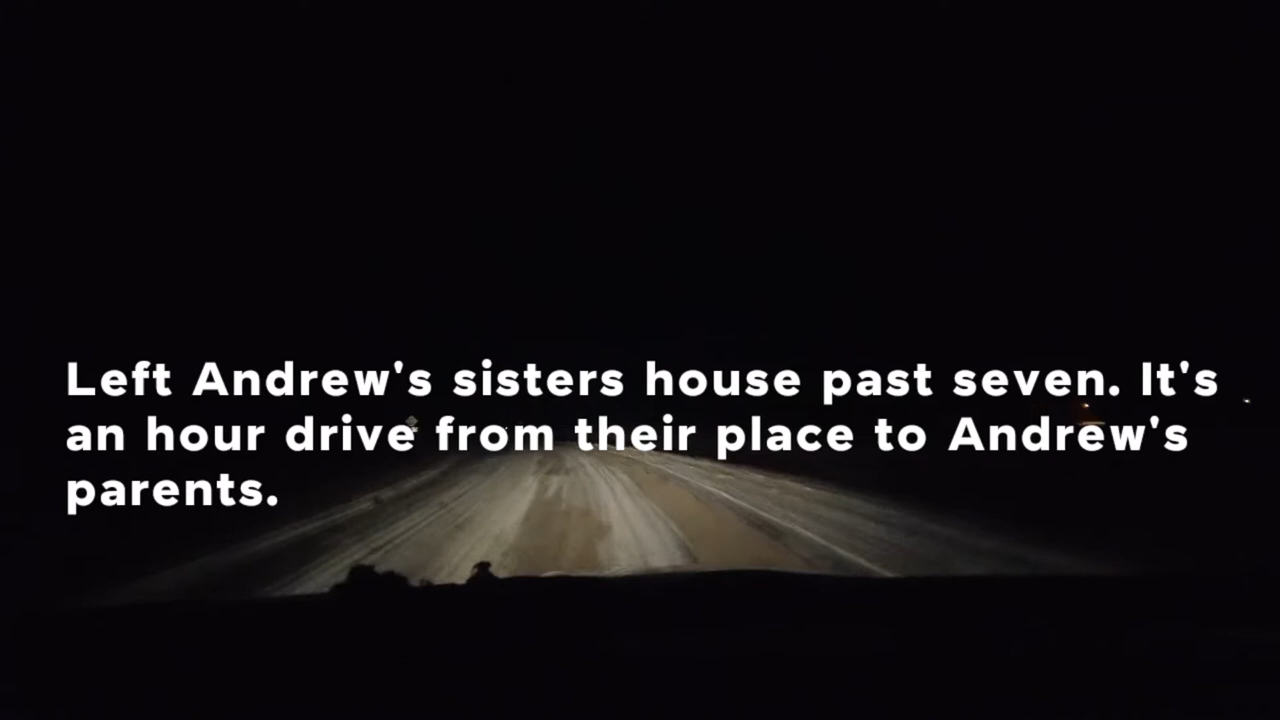 Left Andrew's sisters house past seven. It's
an hour drive from their place to Andrew's
parents.